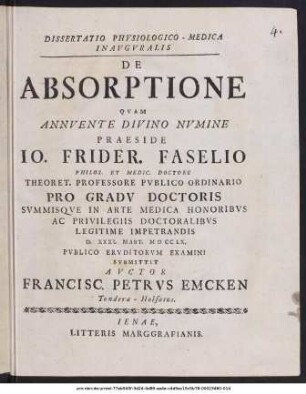 4.
DISSERTATIO PHYSIOLOGICO-MEDICA
INAVGVRALIS
DE
ABSORPTIONE
QVAM
ANNVENTE DIVINO NVMINE
PRAESIDE
IO. FRIDER. FASELIO
PHILOS. ET MEDIC. DOCTORE
THEORET. PROFESSORE PVBLICO ORDINARIO
PRO GRADV DOCTORIS
SVMMISQVE IN ARTE MEDICA HONORIBVS
AC PRIVILEGIIS DOCTORALIBVS
LEGITIME IMPETRANDIS
D. XXXI. MART. MDCCLX.
PVBLICO ERVDITORVM EXAMINI
SVBMITTIT
AVCTOR
FRANCISC. PETRVS EMCKEN
Tondera-Holsatus.
IENAE,
LITTERIS MARGGRAFIANIS.